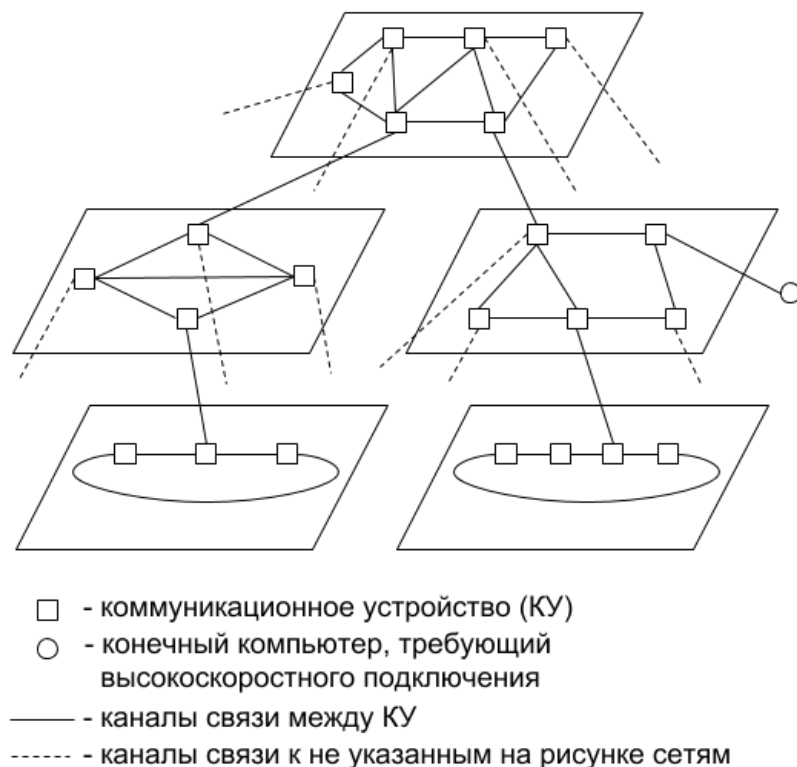 - коммуникационное устройство (КУ)
- конечный компьютер, требующий
высокоскоростного подключения
- каналы связи между КУ
- каналы связи к не указанным на рисунке сетям